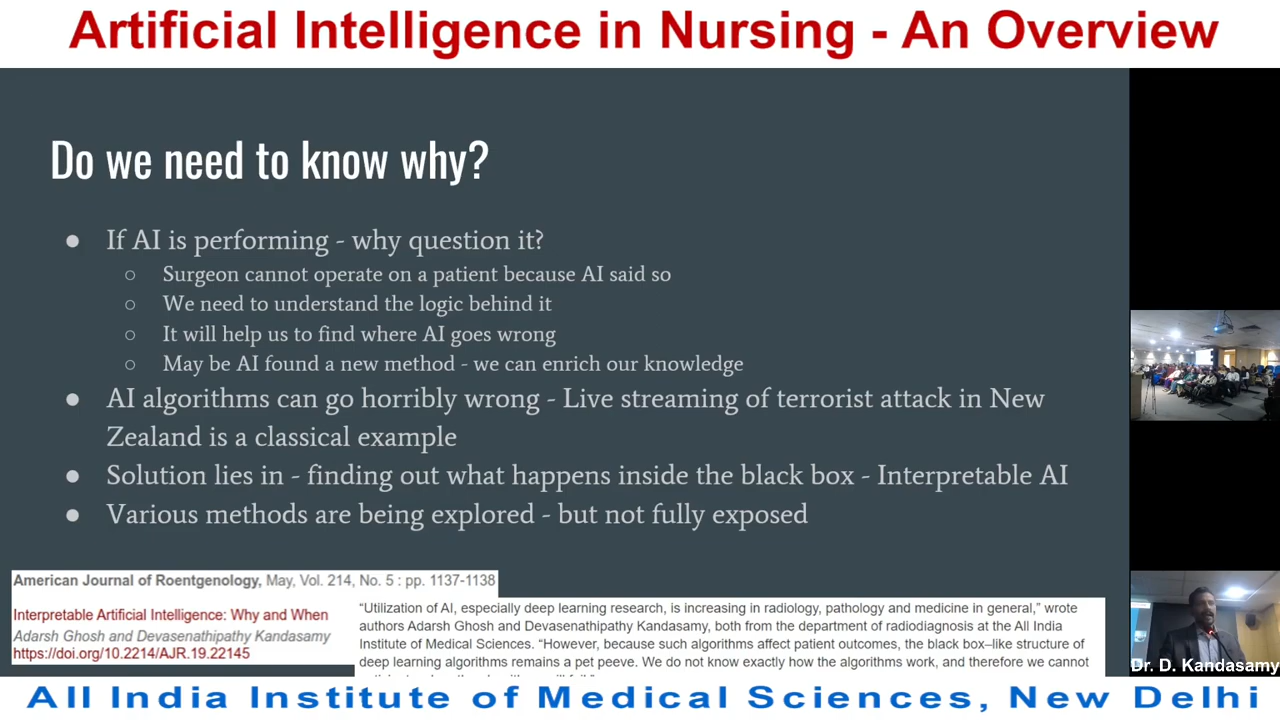 Artificial Intelligence in Nursing - An Overview
Do we need to know why?
● If AI is performing - why question it?
○ Surgeon cannot operate on a patient because AI said so
○ We need to understand the logic behind it
○ It will help us to find where AI goes wrong
○ May be AI found a new method - we can enrich our knowledge
● AI algorithms can go horribly wrong - Live streaming of terrorist attack in New
Zealand is a classical example
● Solution lies in - finding out what happens inside the black box - Interpretable AI
● Various methods are being explored - but not fully exposed
American Journal of Roentgenology, May, Vol. 214, No. 5 : pp. 1137-1138
Interpretable Artificial Intelligence: Why and When
Adarsh Ghosh and Devasenathipathy Kandasamy
https://doi.org/10.2214/AJR.19.22145
“Utilization of AI, especially deep learning research, is increasing in radiology, pathology and medicine in general,” wrote
authors Adarsh Ghosh and Devasenathipathy Kandasamy, both from the department of radiodiagnosis at the All India
Institute of Medical Sciences. “However, because such algorithms affect patient outcomes, the black box–like structure of
deep learning algorithms remains a pet peeve. We do not know exactly how the algorithms work, and therefore we cannot
Dr. D. Kandasamy
All India Institute of Medical Sciences, New Delhi